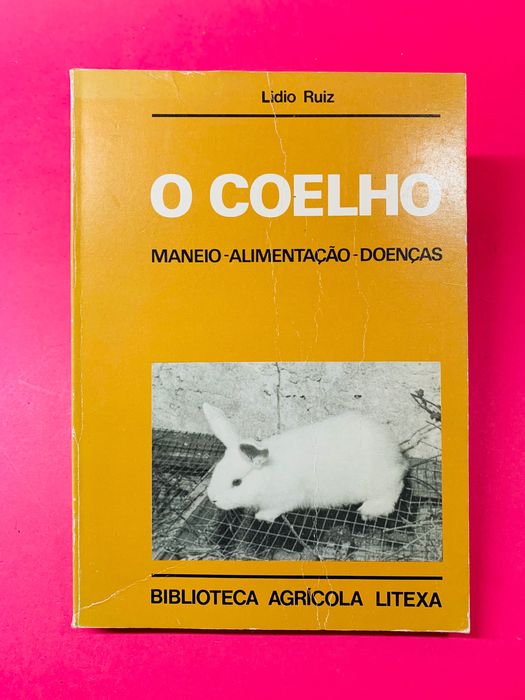 Lidio Ruiz
O COELHO
MANEIO-ALIMENTAÇÃO-DOENÇAS
BIBLIOTECA AGRÍCOLA LITEXA